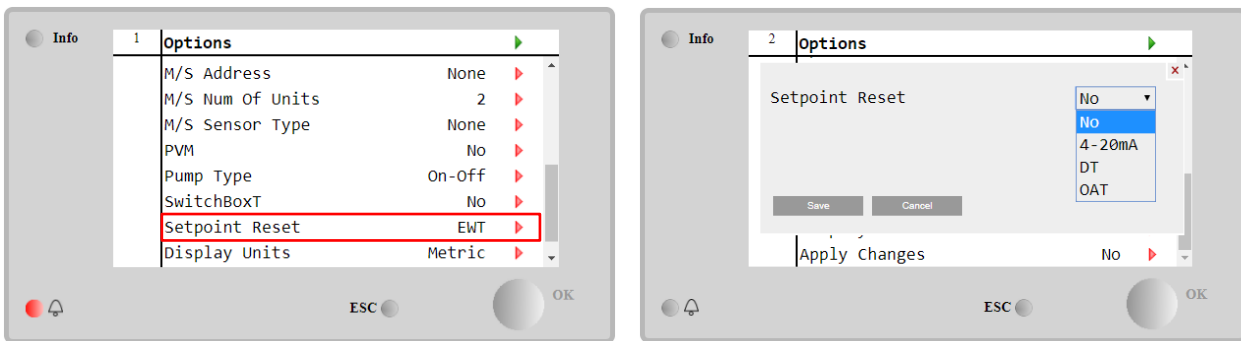 Info
1 Options
M/S Address None
M/S Num Of Units 2
M/S Sensor Type None
PVM No
Pump Type On-Off
SwitchBoxT No
Setpoint Reset EWT
Display Units Metric
ESC
OK
Info
2 Options
x
Setpoint Reset No
No
4-20mA
DT
OAT
Save Cancel
Apply Changes No
ESC
OK